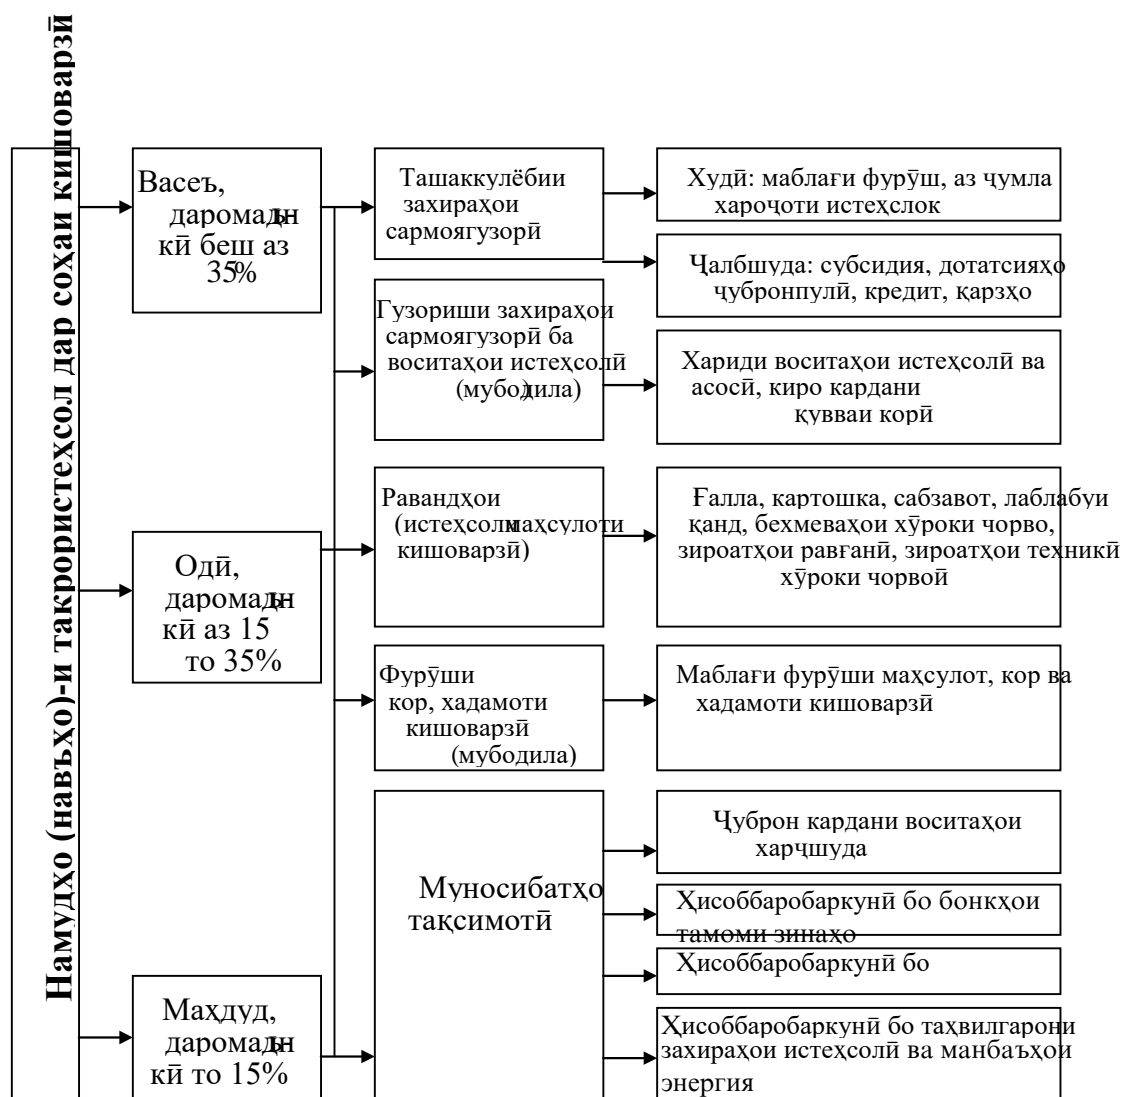 Намудҳо (навъҳо)-и такрористеҳсол дар соҳаи кишоварзӣ
Васеъ,
даромаднокӣ
кӣ беш аз
35%
Одӣ,
кӣ аз 15
то 35%
Маҳдуд,
кӣ то 15%
Ташаккулёбии
захираҳои
сармоягузорӣ
Гузориши захираҳои
сармоягузорӣ ба
воситаҳои истеҳсолӣ
(мубодила)
Равандҳои
(истеҳсоли маҳсулоти
кишоварзӣ)
Фурӯши
кор, хадамоти
кишоварзӣ
(мубодила)
Муносибатҳо
тақсимотӣ
Худӣ: маблағи фурӯш, аз ҷумла
хароҷоти истеҳслок
Ҷалбшуда: субсидия, дотатсияҳо
ҷубронпулӣ, кредит, қарзҳо
Хариди воситаҳои истеҳсолӣ ва
асосӣ, киро кардани
қувваи корӣ
Ғалла, картошка, сабзавот, лаблабуи
қанд, бехмеваҳои хӯроки чорво,
зироатҳои равғанӣ, зироатҳои техникӣ
хӯроки чорвоӣ
Маблағи фурӯши маҳсулот, кор ва
хадамоти кишоварзӣ
Ҷуброн кардани воситаҳои
харҷшуда
Ҳисоббаробаркунӣ бо бонкҳои
тамоми зинаҳо
Ҳисоббаробаркунӣ бо
Ҳисоббаробаркунӣ бо таҳвилгарони
захираҳои истеҳсолӣ ва манбаъҳои
энергия